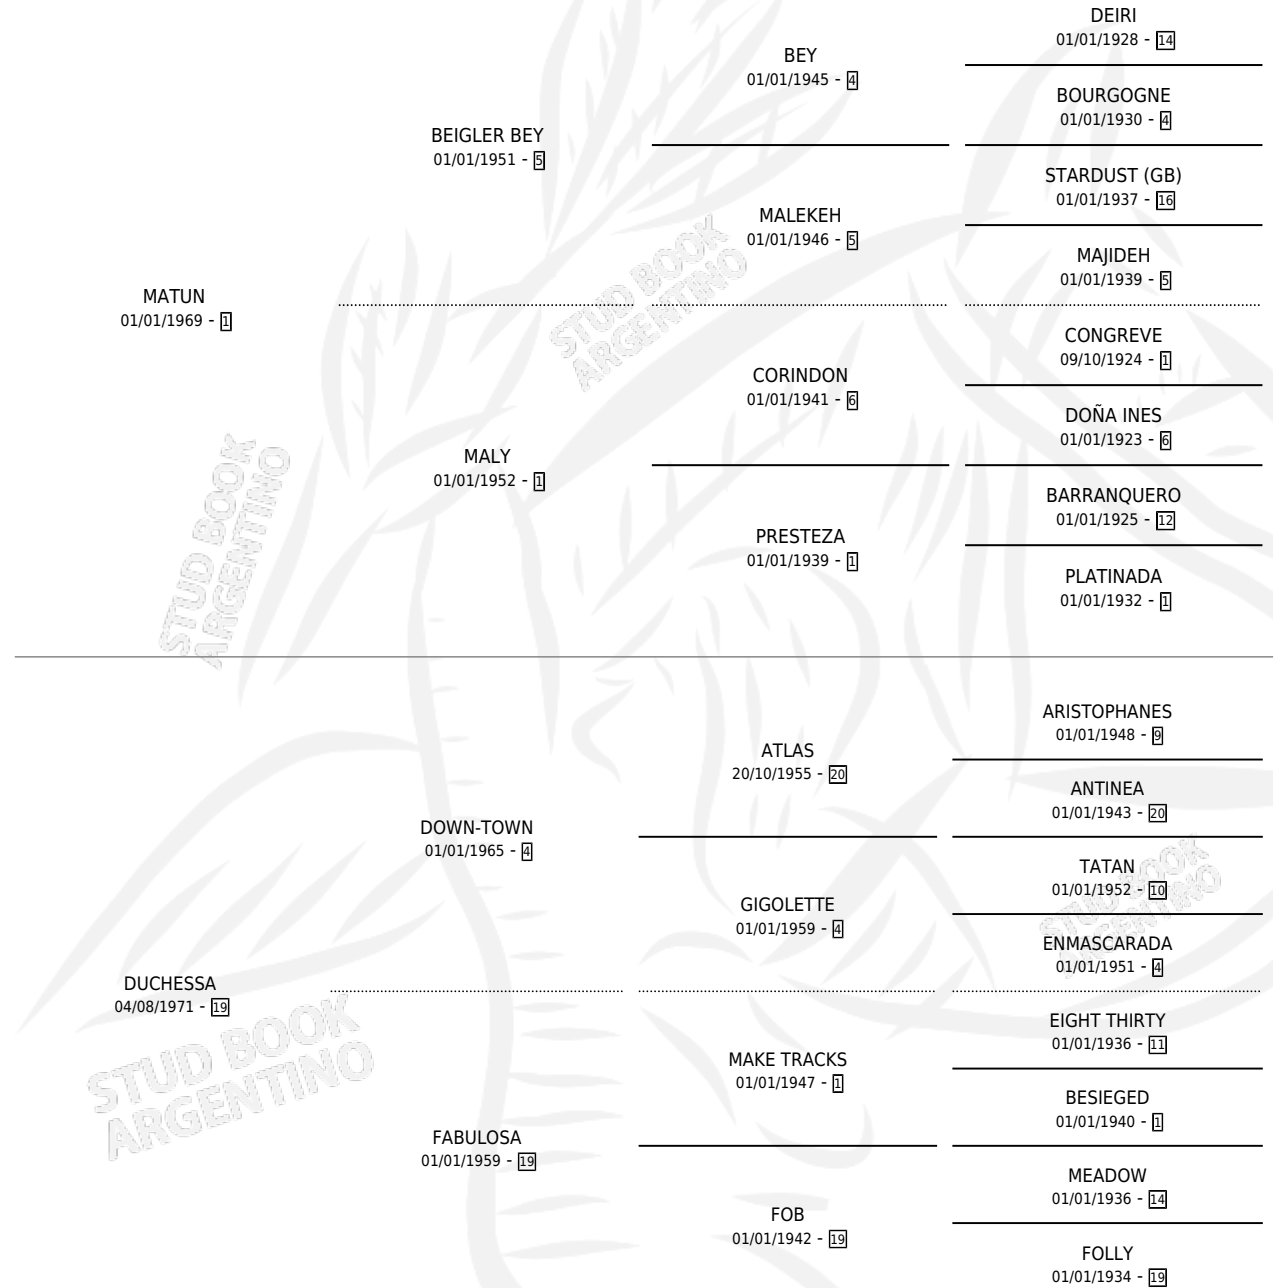 DEIRI
01/01/1928 - 14
BEY
01/01/1945 - 4
BOURGOGNE
01/01/1930 - 4
BEIGLER BEY
01/01/1951 - 5
STARDUST (GB)
01/01/1937 - 16
MALEKEH
01/01/1946 - 5
MAJIDEH
01/01/1939 - 5
MATUN
01/01/1969 - 1
CONGREVE
09/10/1924 - 1
CORINDON
01/01/1941 - 6
DOÑA INES
01/01/1923 - 6
MALY
01/01/1952 - 1
BARRANQUERO
01/01/1925 - 12
PRESTEZA
01/01/1939 - 1
PLATINADA
01/01/1932 - 1
ARISTOPHANES
01/01/1948 - 9
ATLAS
20/10/1955 - 20
ANTINEA
01/01/1943 - 20
DOWN-TOWN
01/01/1965 - 4
TATAN
01/01/1952 - 10
GIGOLETTE
01/01/1959 - 4
ENMASCARADA
01/01/1951 - 4
DUCHESSA
04/08/1971 - 19
EIGHT THIRTY
01/01/1936 - 11
MAKE TRACKS
01/01/1947 - 1
BESIEGED
01/01/1940 - 1
FABULOSA
01/01/1959 - 19
MEADOW
01/01/1936 - 14
FOB
01/01/1942 - 19
FOLLY
01/01/1934 - 19
STUD BOOK
ARGENTINO
STUD BOOK
ARGENTINO
STUD BOOK
ARGENTINO
STUD BOOK
ARGENTINO